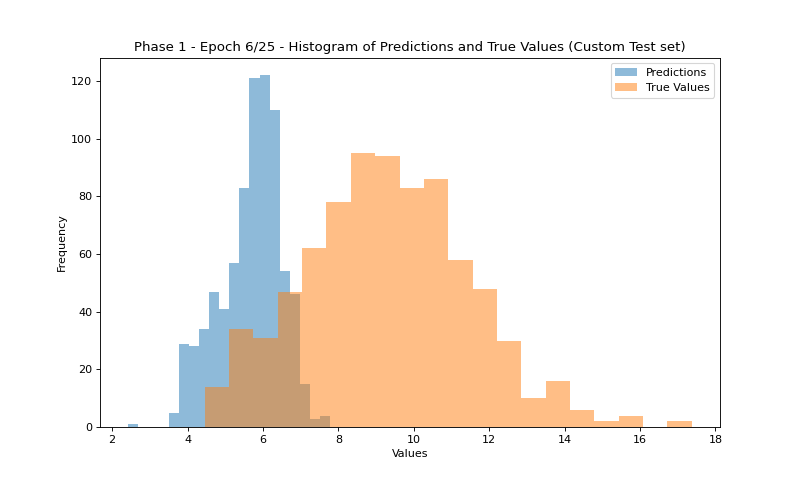 Phase 1 - Epoch 6/25 - Histogram of Predictions and True Values (Custom Test set)
Predictions
True Values
120
100
80
60
40
20
0
Frequency
2 4 6 8 10 12 14 16 18
Values